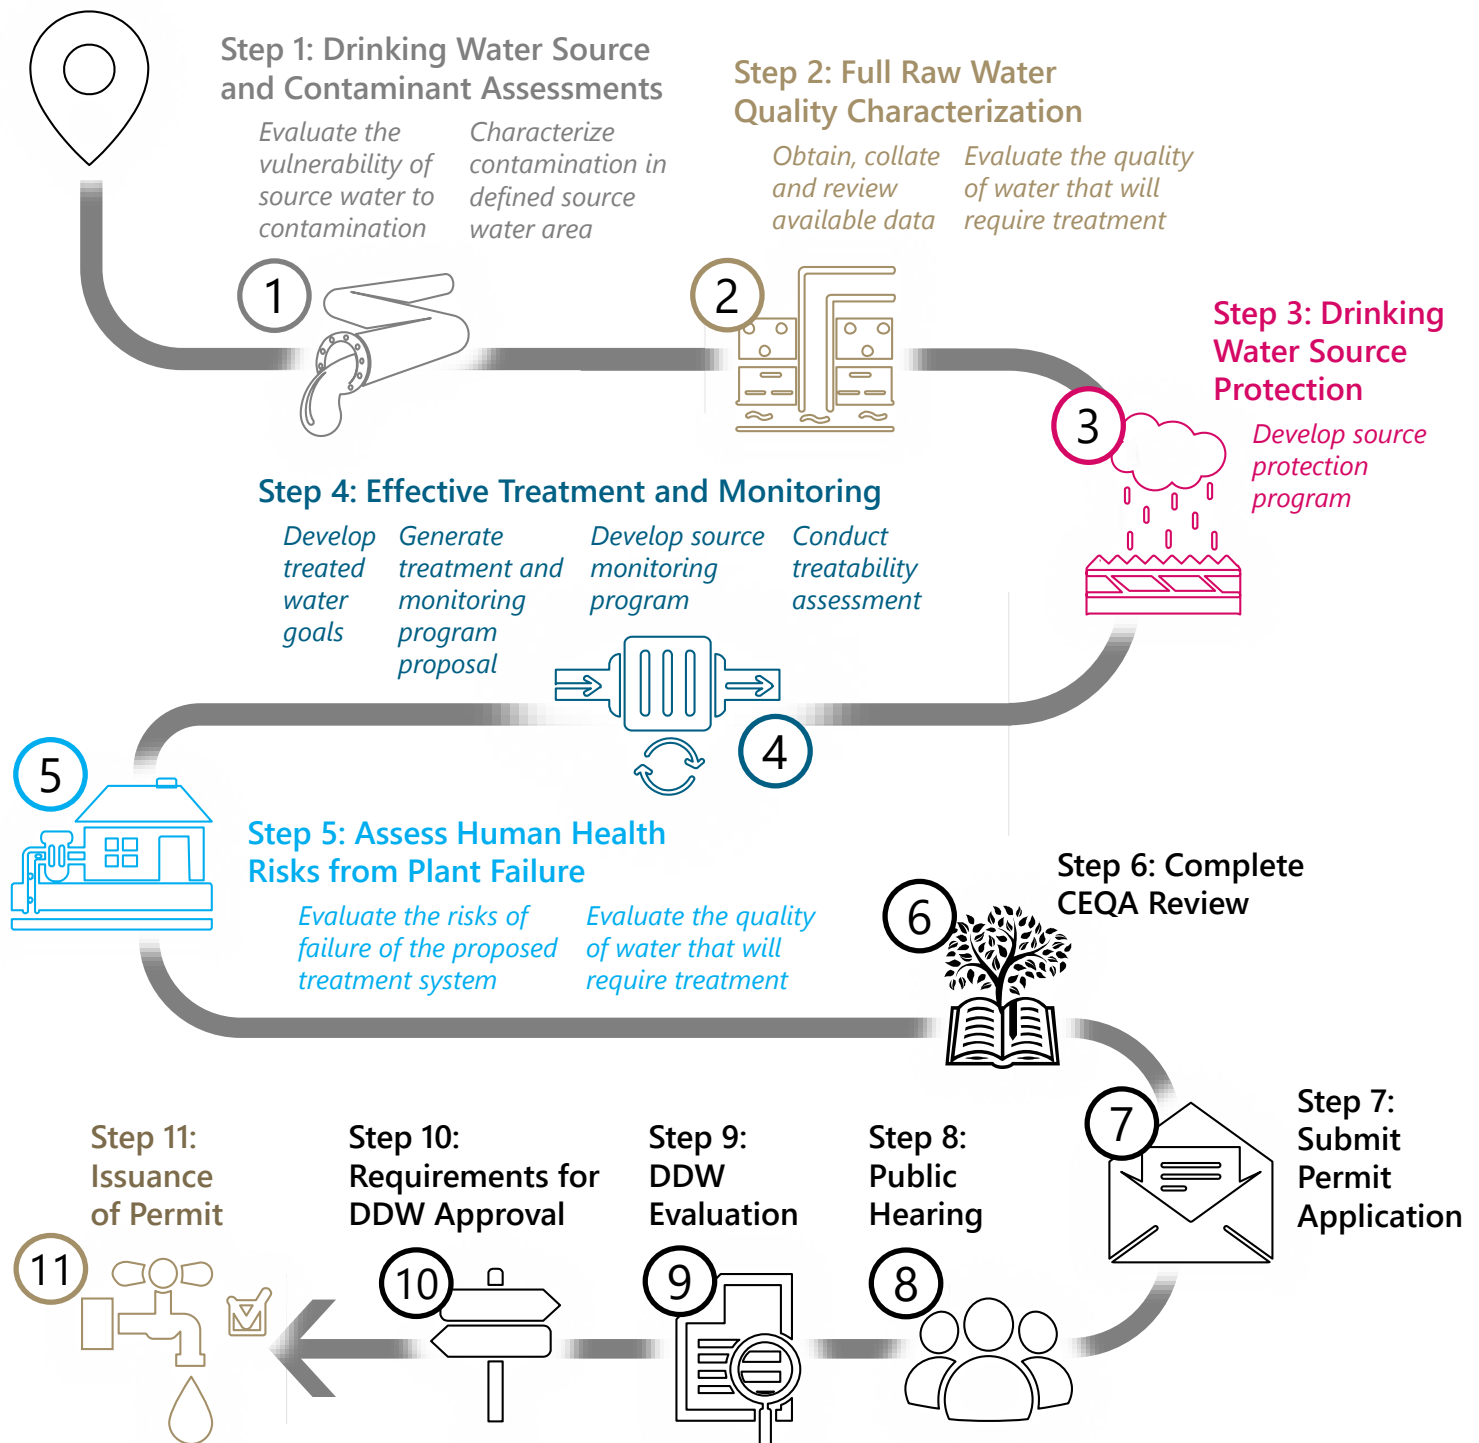 Step 1: Drinking Water Source
and Contaminant Assessments
Evaluate the
vulnerability of
source water to
contamination
Characterize
contamination in
defined source
water area
1
Step 2: Full Raw Water
Quality Characterization
Obtain, collate
and review
available data
Evaluate the quality
of water that will
require treatment
2
Step 3: Drinking
Water Source
Protection
Develop source
protection
program
3
Step 4: Effective Treatment and Monitoring
Develop
treated
water
goals
Generate
treatment and
monitoring
program
proposal
Develop source
monitoring
program
Conduct
treatability
assessment
4
5
Step 5: Assess Human Health
Risks from Plant Failure
Evaluate the risks of
failure of the proposed
treatment system
Evaluate the quality
of water that will
require treatment
Step 6: Complete
CEQA Review
6
7
Step 7:
Submit
Permit
Application
Step 8:
Public
Hearing
8
Step 9:
DDW
Evaluation
9
Step 10:
Requirements for
DDW Approval
10
Step 11:
Issuance
of Permit
11